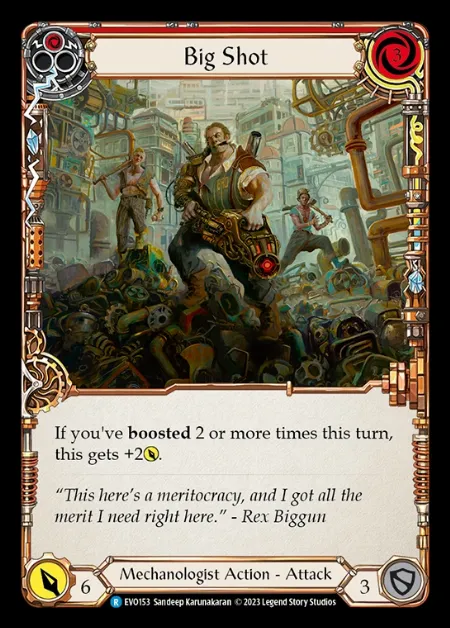 Big Shot
3
If you've boosted 2 or more times this turn,
this gets +2.
“This here's a meritocracy, and I got all the
merit I need right here.” - Rex Biggun
6
Mechanologist Action - Attack
3
R EVO153 Sandeep Karunakaran © 2023 Legend Story Studios